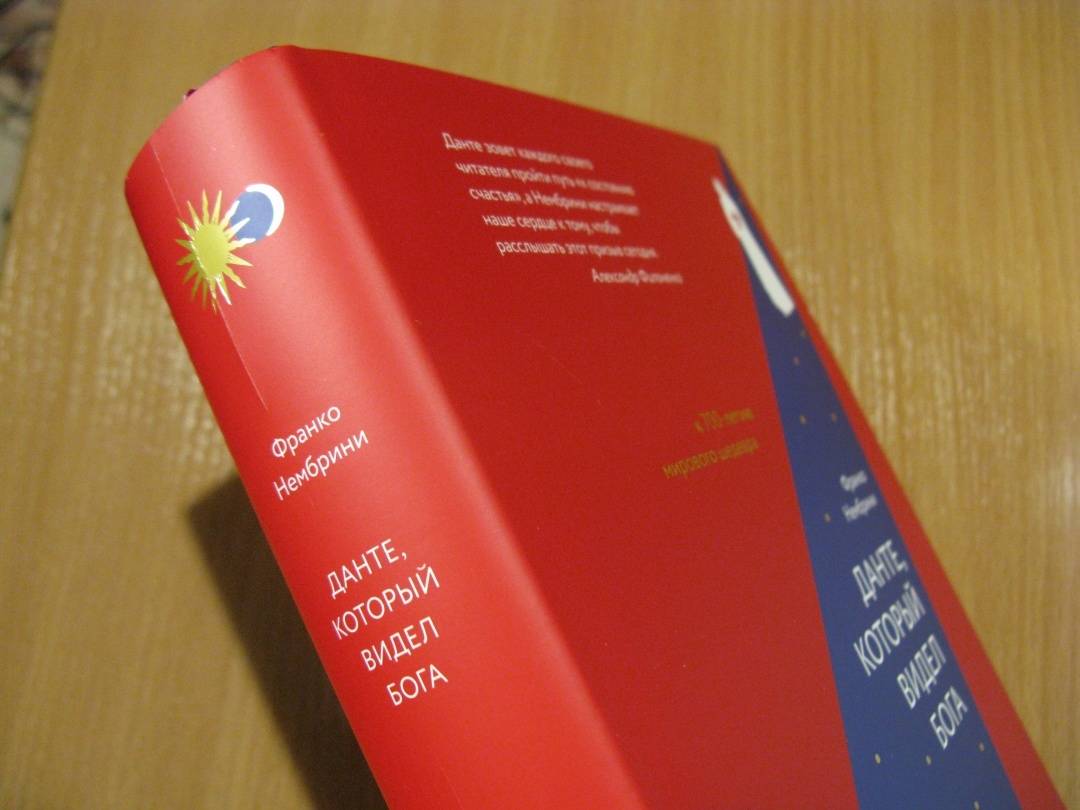 Франко
Нембрини
ДАНТЕ,
КОТОРЫЙ
ВИДЕЛ
БОГА
Данте зовет каждого своего
читателя пройти путь «к состоянию
счастья», а Нембрини настраивает
наше сердце к тому, чтобы
расслышать этот призыв сегодня
Александр Филоненко
к 700-летию
мирового шедевра
Франко
Нембрини
ДАНТЕ,
КОТОРЫЙ
ВИДЕЛ
БОГА